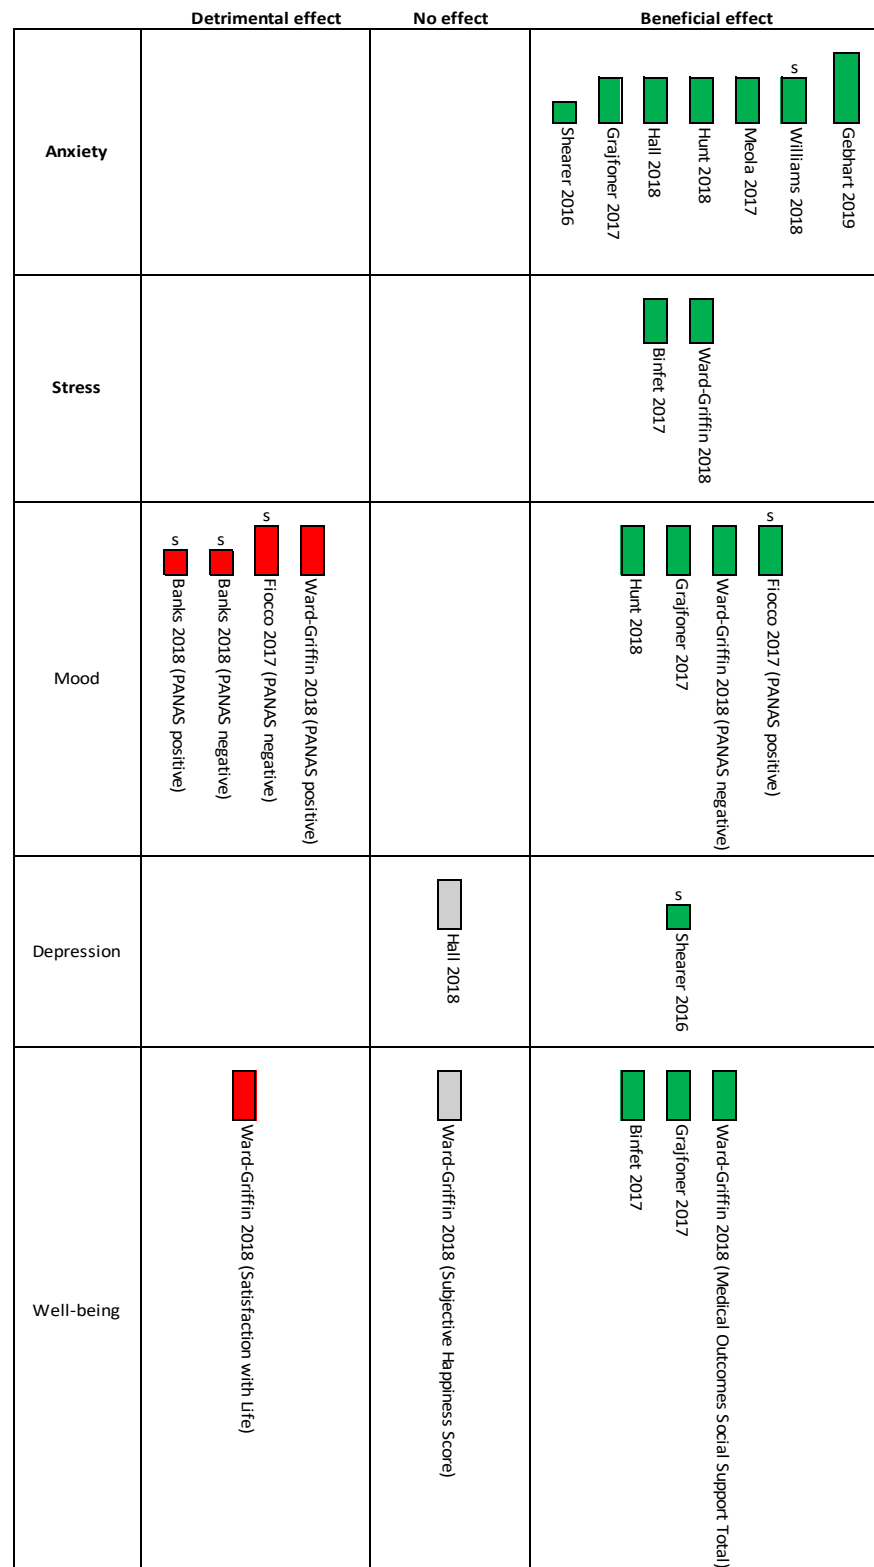 Detrimental effect
No effect
Beneficial effect
Anxiety
Shearer 2016
Grajfoner 2017
Hall 2018
Hunt 2018
Meola 2017
s
Williams 2018
Gebhart 2019
Stress
Binfet 2017
Ward-Griffin 2018
Mood
s
Banks 2018 (PANAS positive)
s
Banks 2018 (PANAS negative)
s
Fiocco 2017 (PANAS negative)
Ward-Griffin 2018 (PANAS positive)
Hunt 2018
Grajfoner 2017
Ward-Griffin 2018 (PANAS negative)
s
Fiocco 2017 (PANAS positive)
Depression
Hall 2018
s
Shearer 2016
Well-being
Ward-Griffin 2018 (Satisfaction with Life)
Ward-Griffin 2018 (Subjective Happiness Score)
Binfet 2017
Grajfoner 2017
Ward-Griffin 2018 (Medical Outcomes Social Support Total)